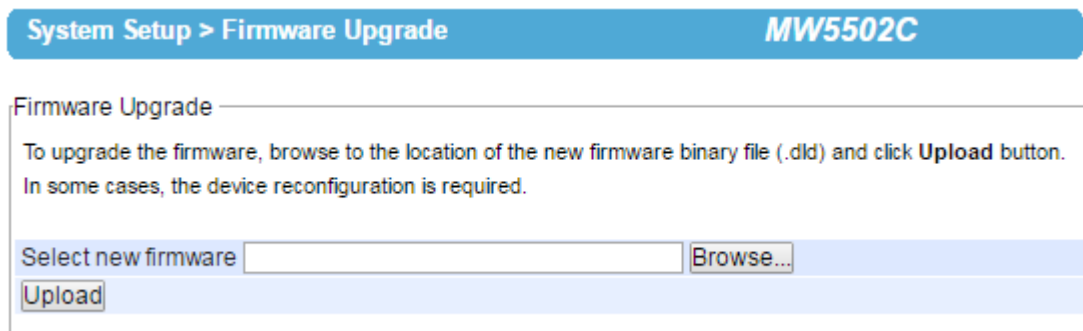 System Setup > Firmware Upgrade MW5502C
Firmware Upgrade
To upgrade the firmware, browse to the location of the new firmware binary file (.dld) and click Upload button.
In some cases, the device reconfiguration is required.
Select new firmware Browse...
Upload